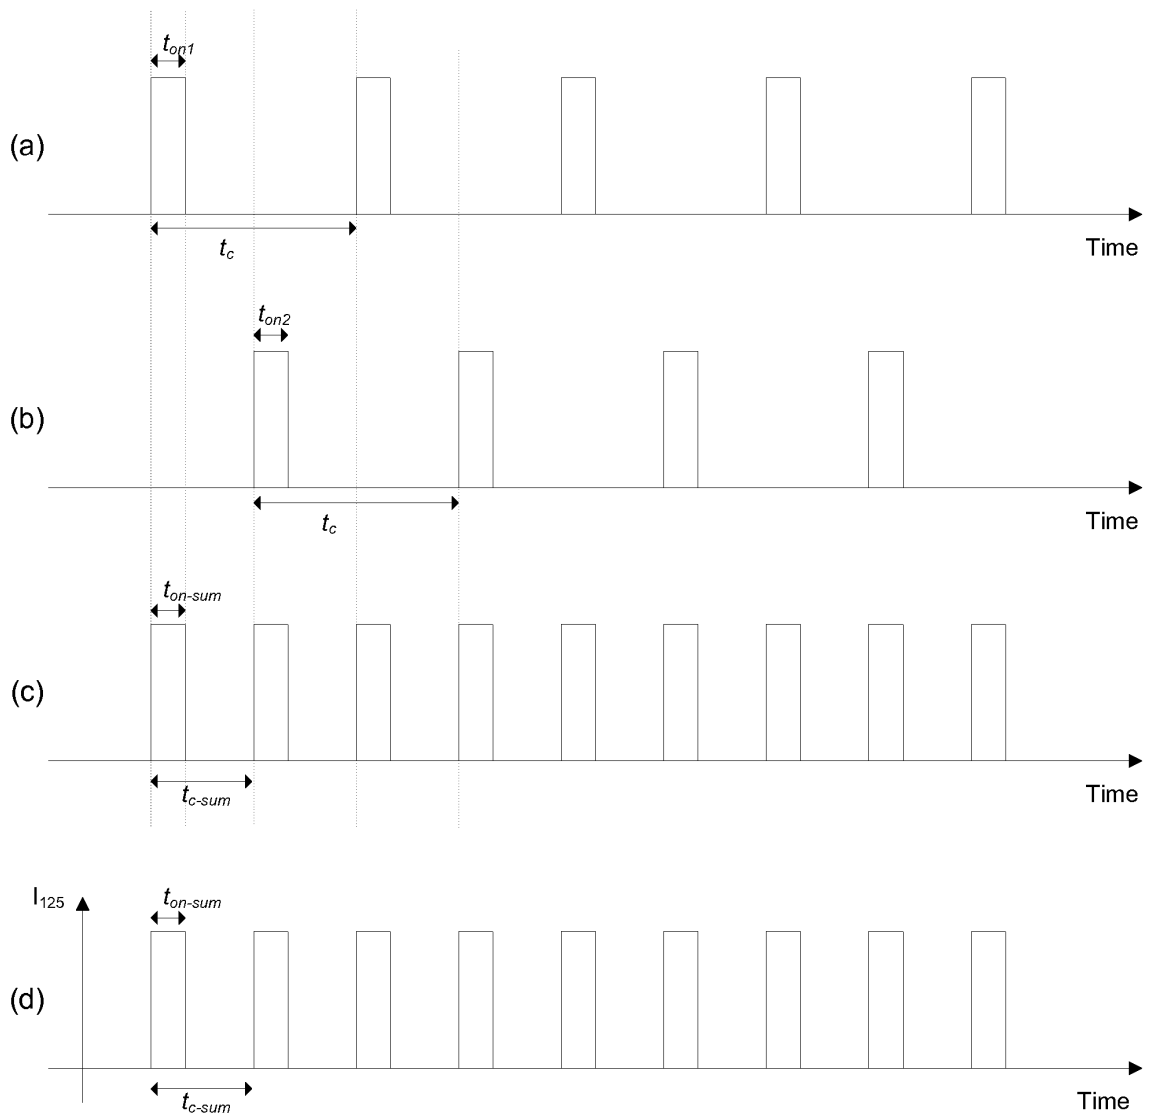 t_on1
(a)
t_c
Time
t_on2
(b)
t_c
Time
t_on-sum
(c)
t_c-sum
Time
I_125
t_on-sum
(d)
t_c-sum
Time